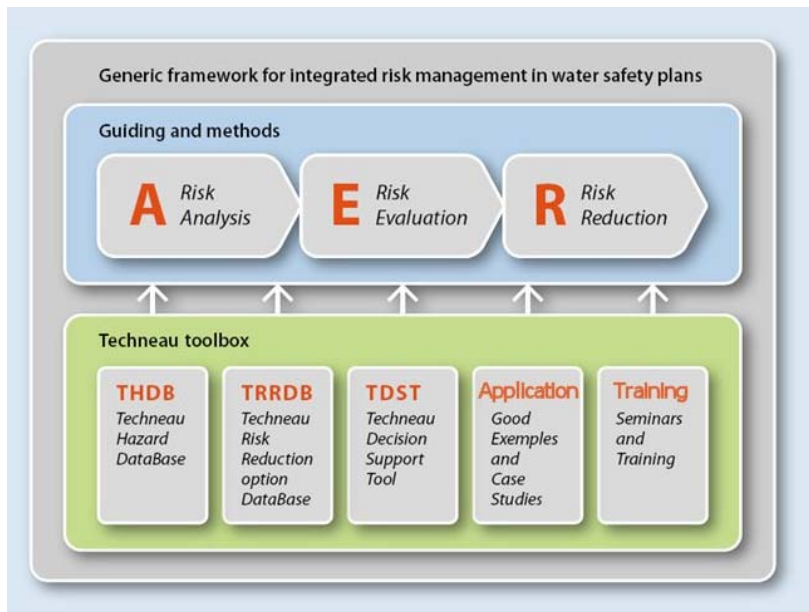 Generic framework for integrated risk management in water safety plans
Guiding and methods
A Risk
Analysis
E Risk
Evaluation
R Risk
Reduction
Techneau toolbox
THDB
Techneau
Hazard
DataBase
TRRDB
Techneau
Risk
Reduction
option
DataBase
TDST
Techneau
Decision
Support
Tool
Application
Good
Exemples
and
Case
Studies
Training
Seminars
and
Training